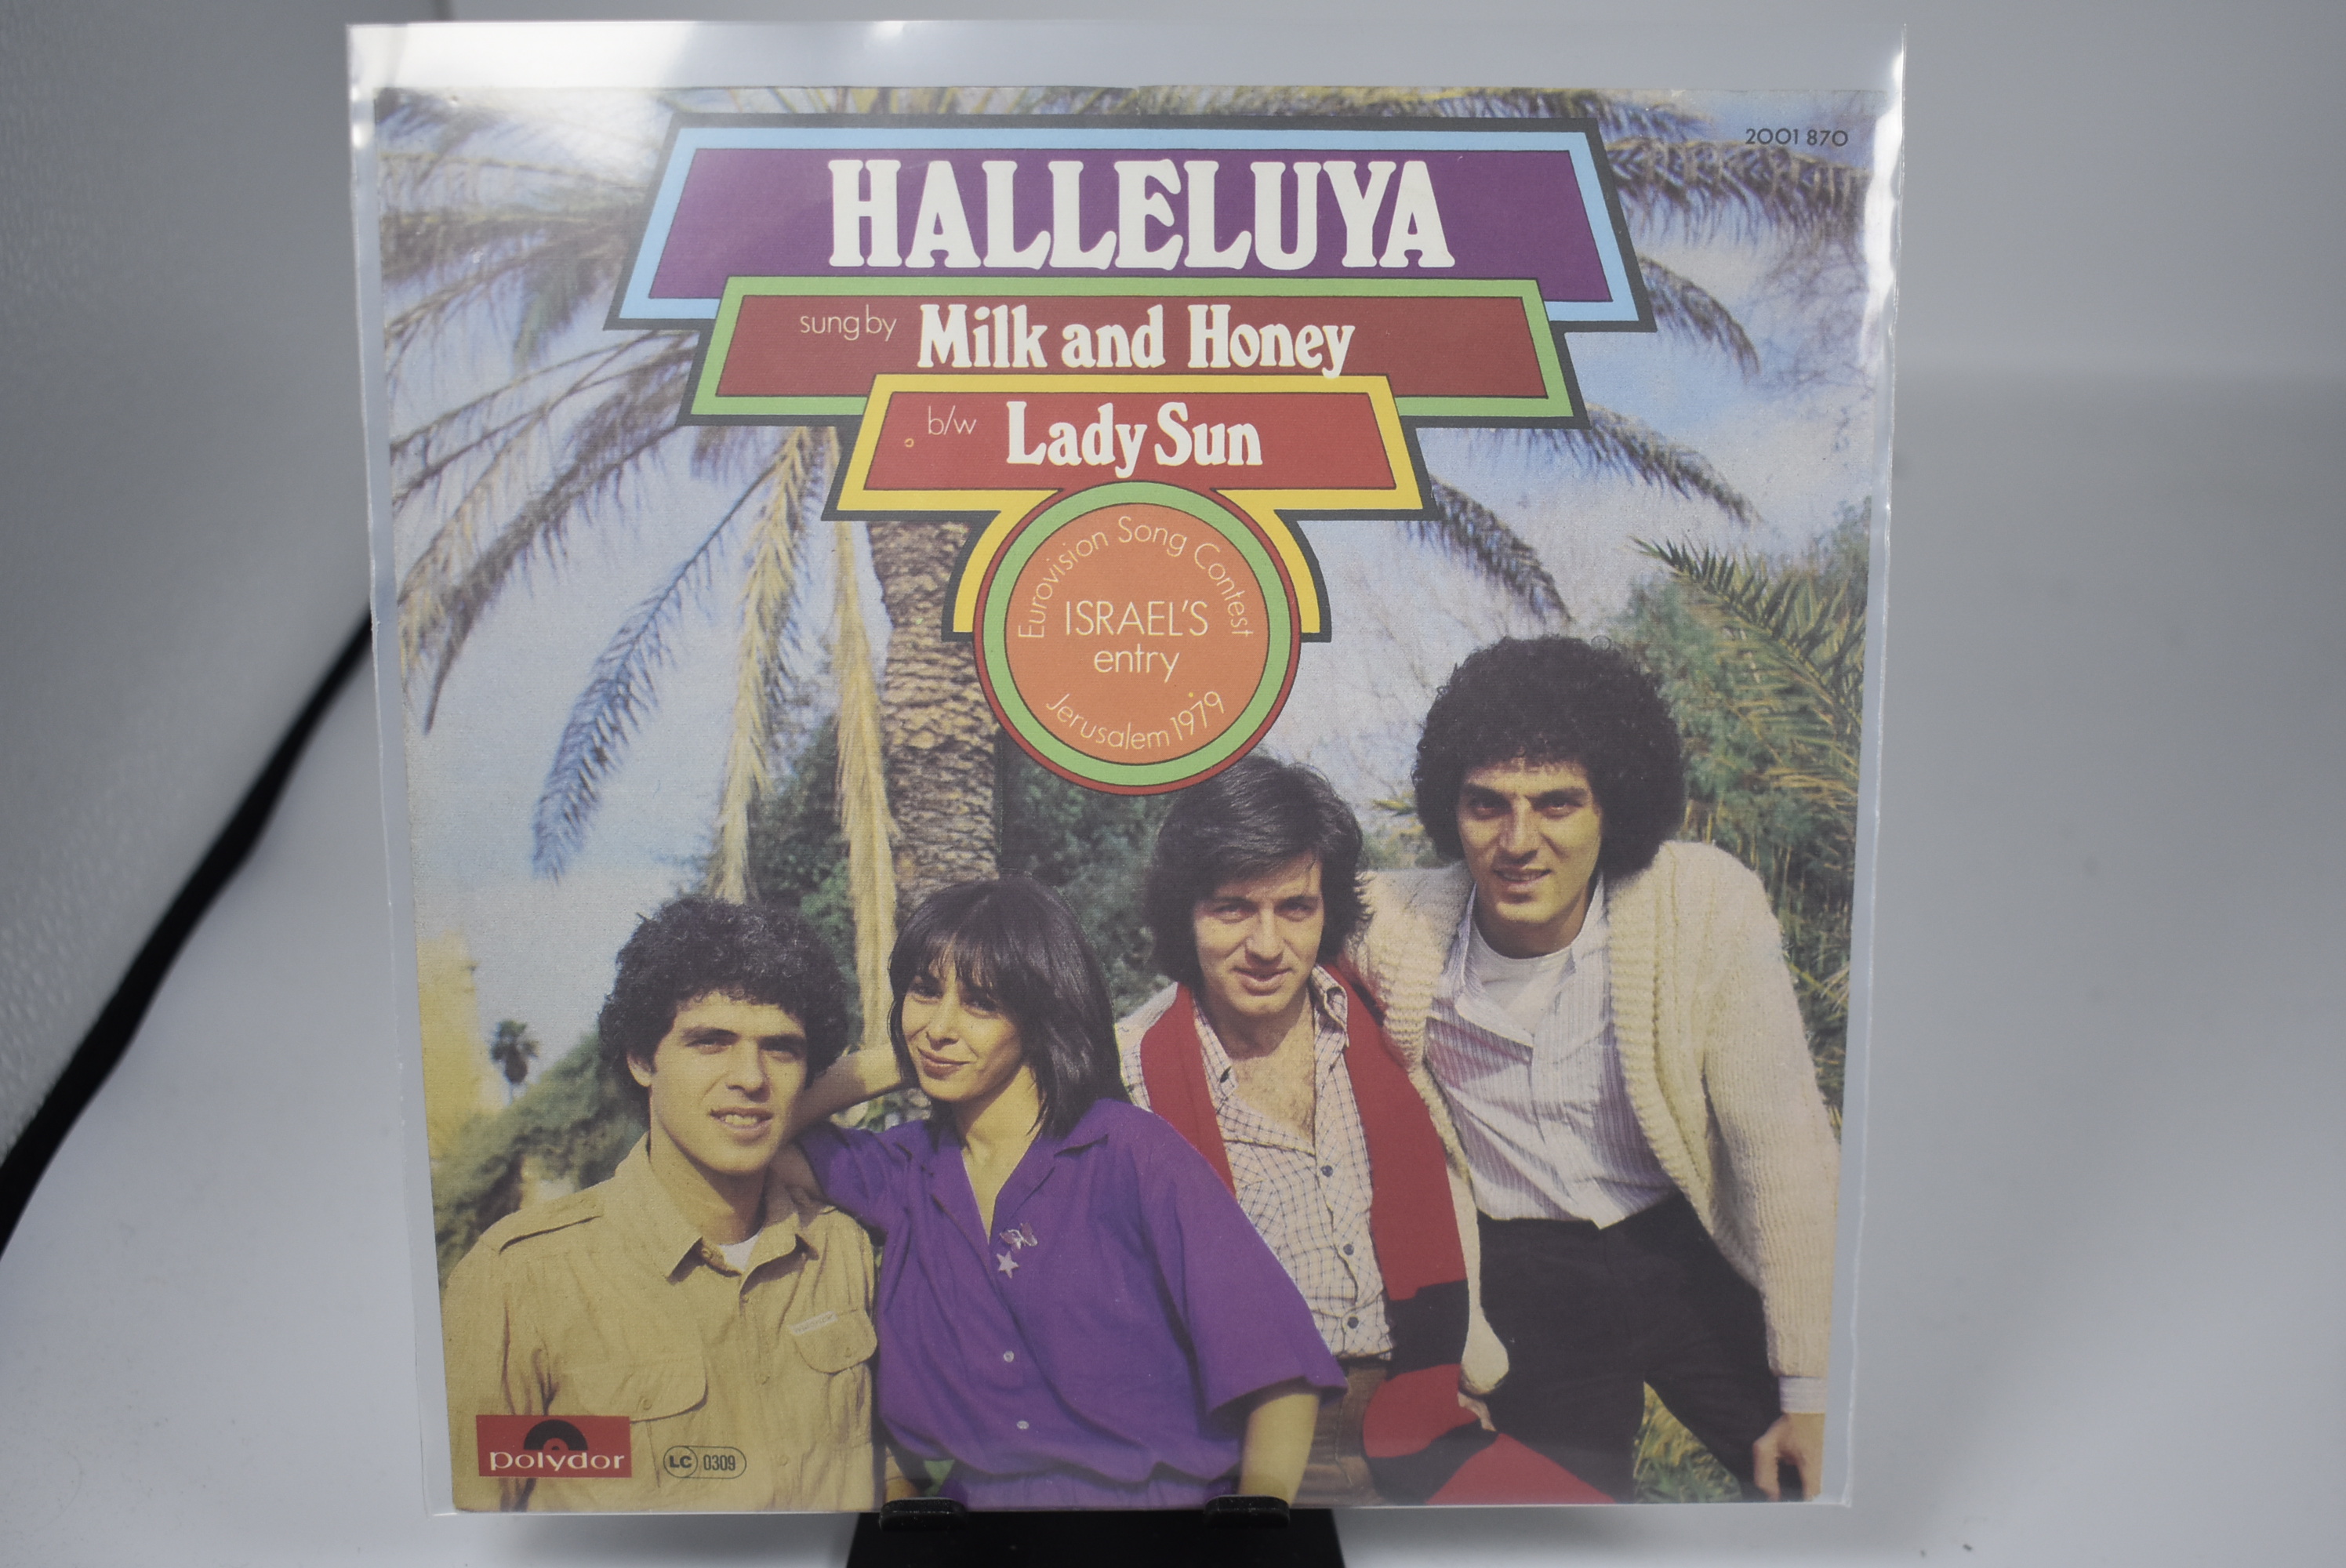 2001 870
HALLELUYA
sung by Milk and Honey
b/w Lady Sun
Eurovision Song Contest
ISRAEL'S
entry
Jerusalem 1979
polydor
LC 0309